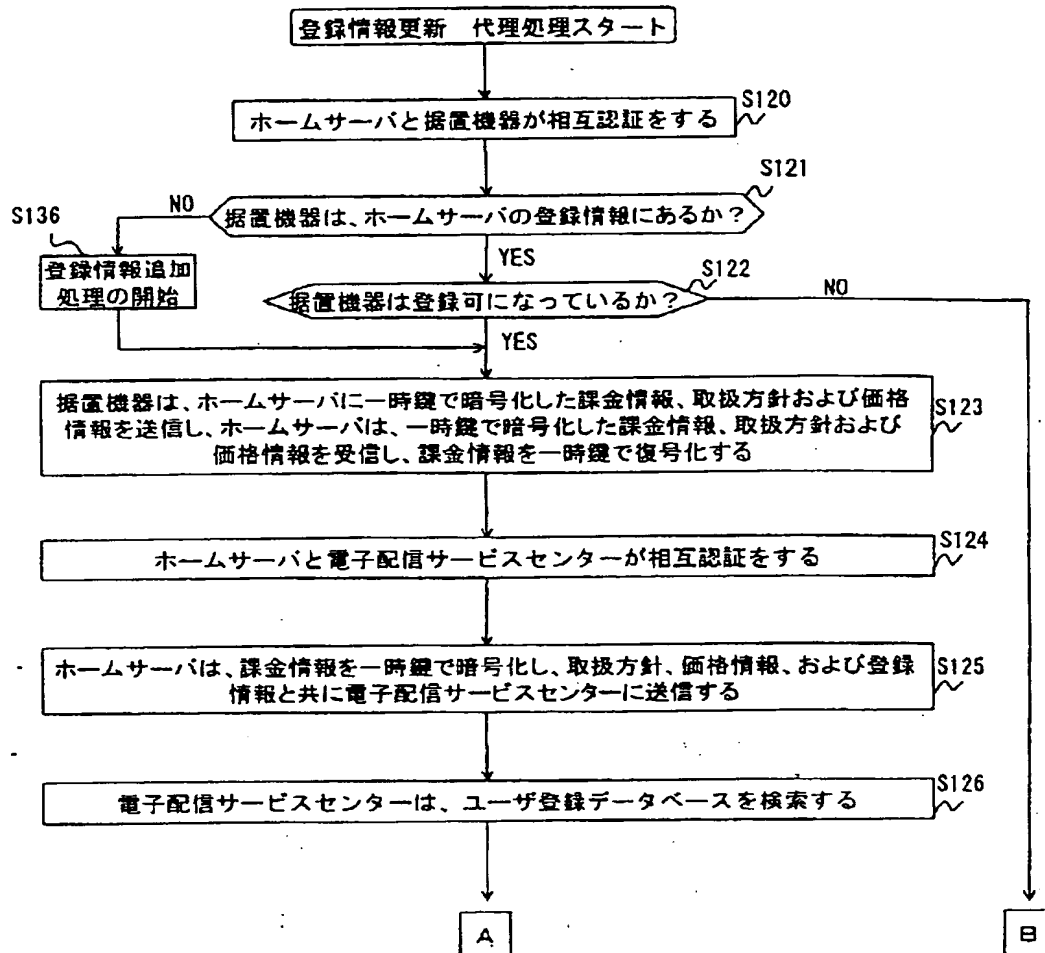 登録情報更新 代理処理スタート
S120
ホームサーバと据置機器が相互認証をする
S121
据置機器は、ホームサーバの登録情報にあるか?
NO
S136
登録情報追加
処理の開始
YES
S122
据置機器は登録可になっているか?
NO
YES
据置機器は、ホームサーバに一時鍵で暗号化した課金情報、取扱方針および価格
情報を送信し、ホームサーバは、一時鍵で暗号化した課金情報、取扱方針および
価格情報を受信し、課金情報を一時鍵で復号化する
S123
S124
ホームサーバと電子配信サービスセンターが相互認証をする
ホームサーバは、課金情報を一時鍵で暗号化し、取扱方針、価格情報、および登録
情報と共に電子配信サービスセンターに送信する
S125
電子配信サービスセンターは、ユーザ登録データベースを検索する
S126
A
B